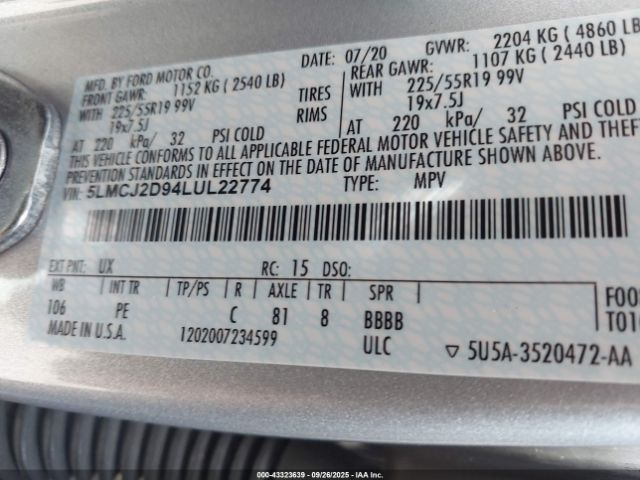 MFD. BY FORD MOTOR CO. DATE: 07/20 GVWR: 2204 KG ( 4860 LB
FRONT GAWR: 1152 KG ( 2540 LB) REAR GAWR: 1107 KG ( 2440 LB)
WITH 225/55R19 99V TIRES WITH 225/55R19 99V
19x7.5J RIMS 19x7.5J
AT 220 kPa/ 32 PSI COLD AT 220 kPa/ 32 PSI COLD
THIS VEHICLE CONFORMS TO ALL APPLICABLE FEDERAL MOTOR VEHICLE SAFETY AND THEFT
PREVENTION STANDARDS IN EFFECT ON THE DATE OF MANUFACTURE SHOWN ABOVE.
VIN: 5LMCJ2D94LUL22774 TYPE: MPV
EXT PNT: UX RC: 15 DSO:
WB INT TR TP/PS R AXLE TR SPR
106 PE C 81 8 BBBB
MADE IN U.S.A. 1202007234599 ULC
▽ 5U5A-3520472-AA
000-43323639 - 09/26/2025 - IAA Corp.